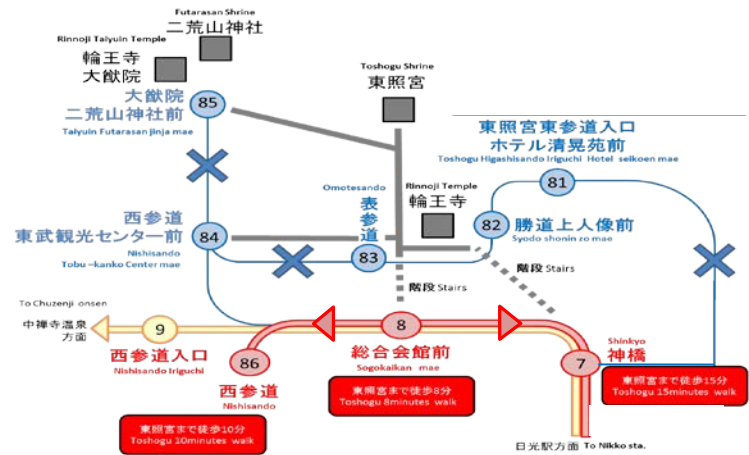 Futarasan Shrine
二荒山神社
Rinnoji Taiyuin Temple
輪王寺
大猷院
Toshogu Shrine
東照宮
大猷院
二荒山神社前
85
Taiyuin Futarasan jinja mae
東照宮東参道入口
ホテル清晃苑前
Toshogu Higashisando Iriguchi Hotel seikoen mae
81
Omotesando
表参道
83
Rinnoji Temple
輪王寺
82
勝道上人像前
Syodo shonin zo mae
西参道
東武観光センター前
84
Nishisando
Tobu –kanko Center mae
階段 Stairs
階段 Stairs
To Chuzenji onsen
中禅寺温泉
方面
9
西参道入口
Nishisando Iriguchi
86
西参道
Nishisando
8
総合会館前
Sogokaikan mae
7
Shinkyo
神橋
東照宮まで徒歩10分
Toshogu 10minutes walk
東照宮まで徒歩8分
Toshogu 8minutes walk
東照宮まで徒歩15分
Toshogu 15minutes walk
日光駅方面 To Nikko sta.